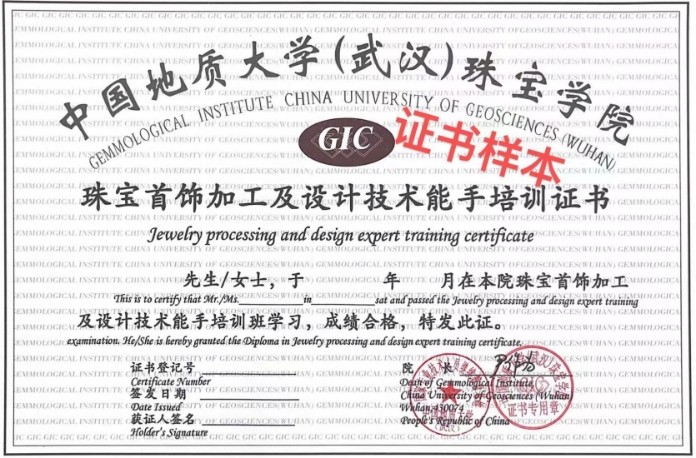 中国地质大学(武汉)珠宝学院
GEMMOLOGICAL INSTITUTE CHINA UNIVERSITY OF GEOSCIENCES (WUHAN)
GIC
证书样本
珠宝首饰加工及设计技术能手培训证书
Jewelry processing and design expert training certificate
先生/女士，于 年 月在本院珠宝首饰加工
This is to certify that Mr./Ms. in sat and passed the Jewelry processing and design expert training
及设计技术能手培训班学习，成绩合格，特发此证。
examination. He/She is hereby granted the Diploma in Jewelry processing and design expert training certificate.
证书登记号 院 长
Certificate Number Dean of Gemmological Institute
签发日期 China University of Geosciences (Wuhan)
Date Issued Wuhan,430074
获证人签名 People's Republic of China
Holder's Signature
证书专用章